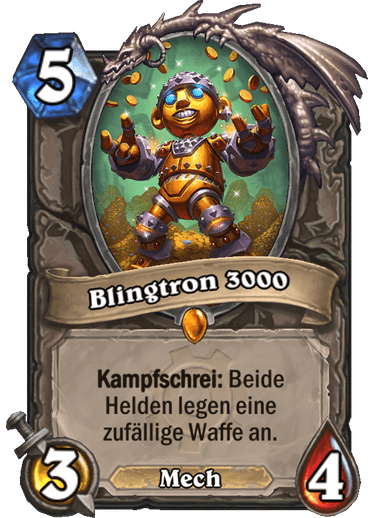 5
Blingtron 3000
Kampfschrei: Beide
Helden legen eine
zufällige Waffe an.
3
Mech
4